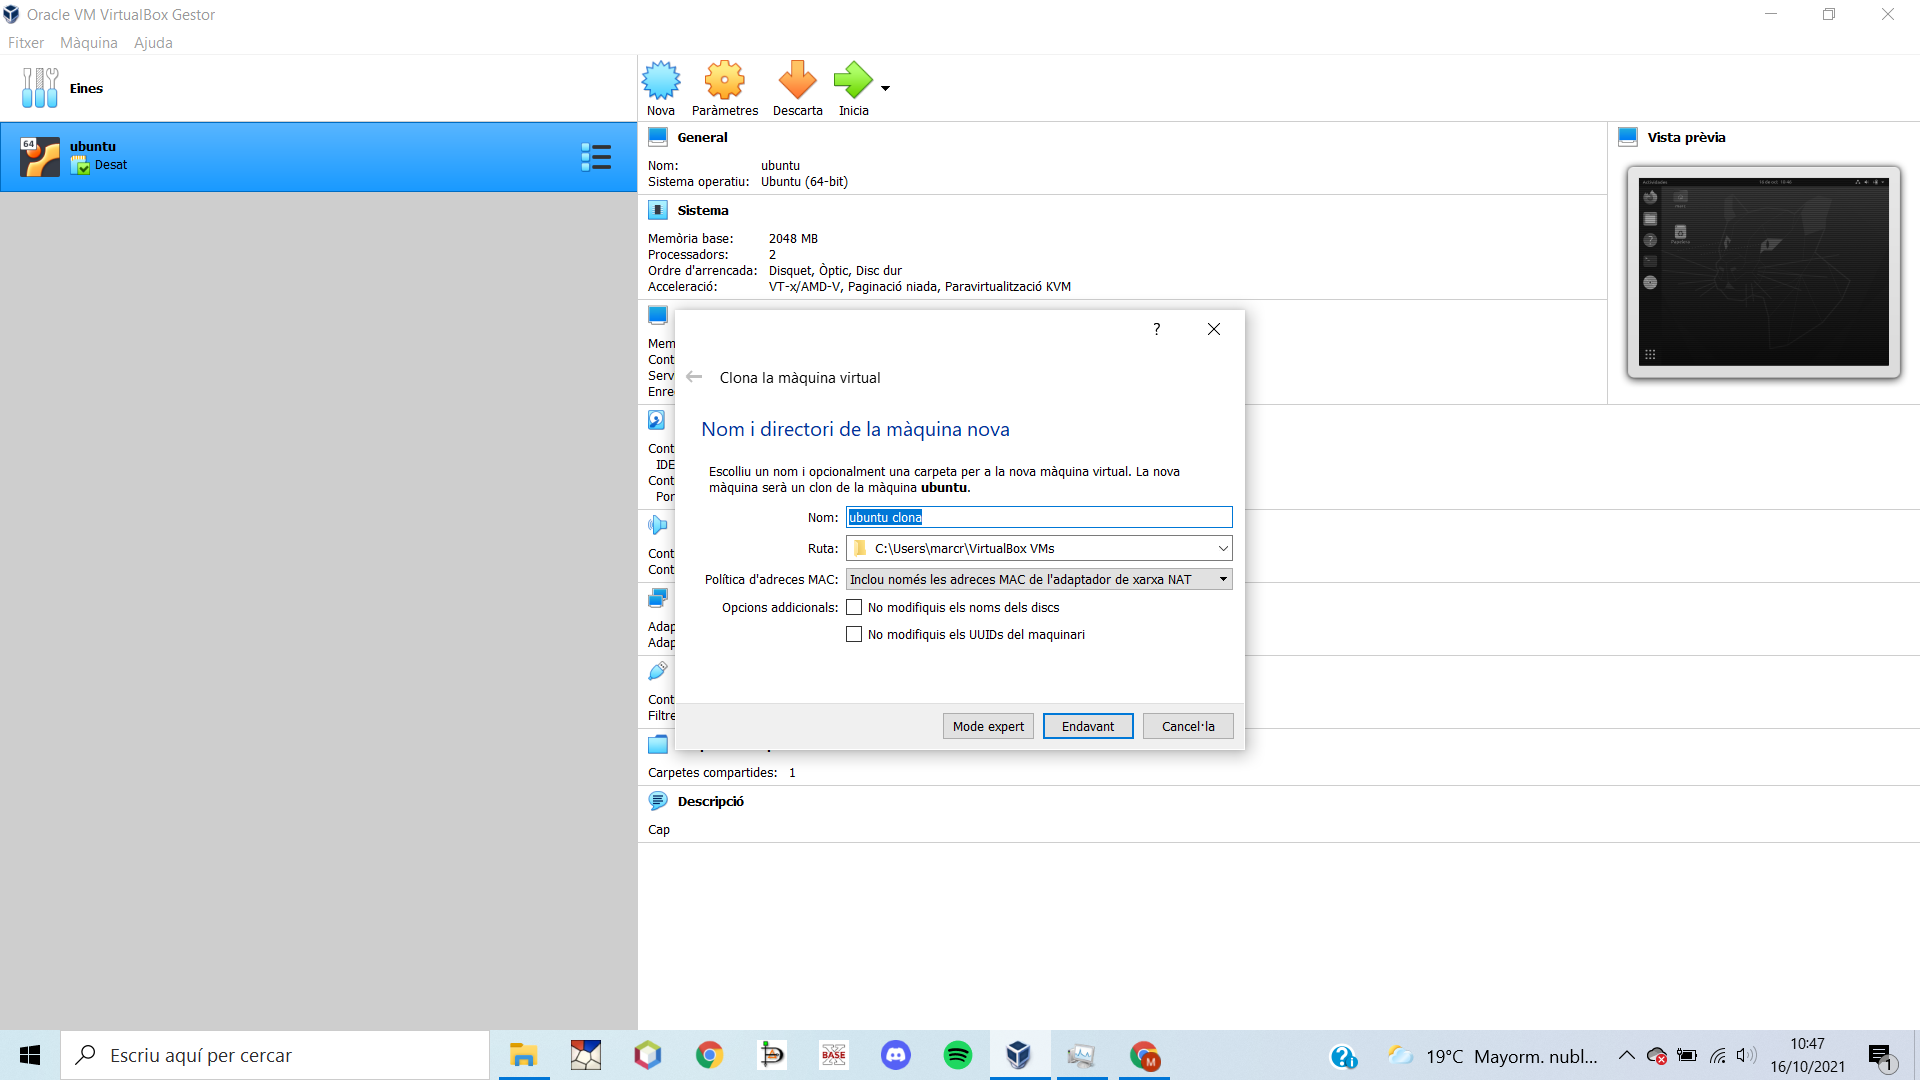 Oracle VM VirtualBox Gestor
Fitxer Màquina Ajuda
Eines
Nova Paràmetres Descarta Inicia
64
ubuntu
Desat
General
Nom: ubuntu
Sistema operatiu: Ubuntu (64-bit)
Sistema
Memòria base: 2048 MB
Processadors: 2
Ordre d'arrencada: Disquet, Òptic, Disc dur
Acceleració: VT-x/AMD-V, Paginació niada, Paravirtualització KVM
Vista prèvia
Mem
Cont
Serv
Enre
Cont
IDE
Cont
Por
Cont
Cont
Adap
Adap
Cont
Filtre
Carpetes compartides: 1
Descripció
Cap
?
Clona la màquina virtual
Nom i directori de la màquina nova
Escolliu un nom i opcionalment una carpeta per a la nova màquina virtual. La nova
màquina serà un clon de la màquina ubuntu.
Nom: ubuntu clona
Ruta: C:\Users\marcr\VirtualBox VMs
Política d'adreces MAC: Inclou només les adreces MAC de l'adaptador de xarxa NAT
Opcions addicionals: No modifiquis els noms dels discs
No modifiquis els UUIDs del maquinari
Mode expert Endavant Cancel·la
Escriu aquí per cercar
BASE
M
19°C Mayorm. nubl...
10:47
16/10/2021
1